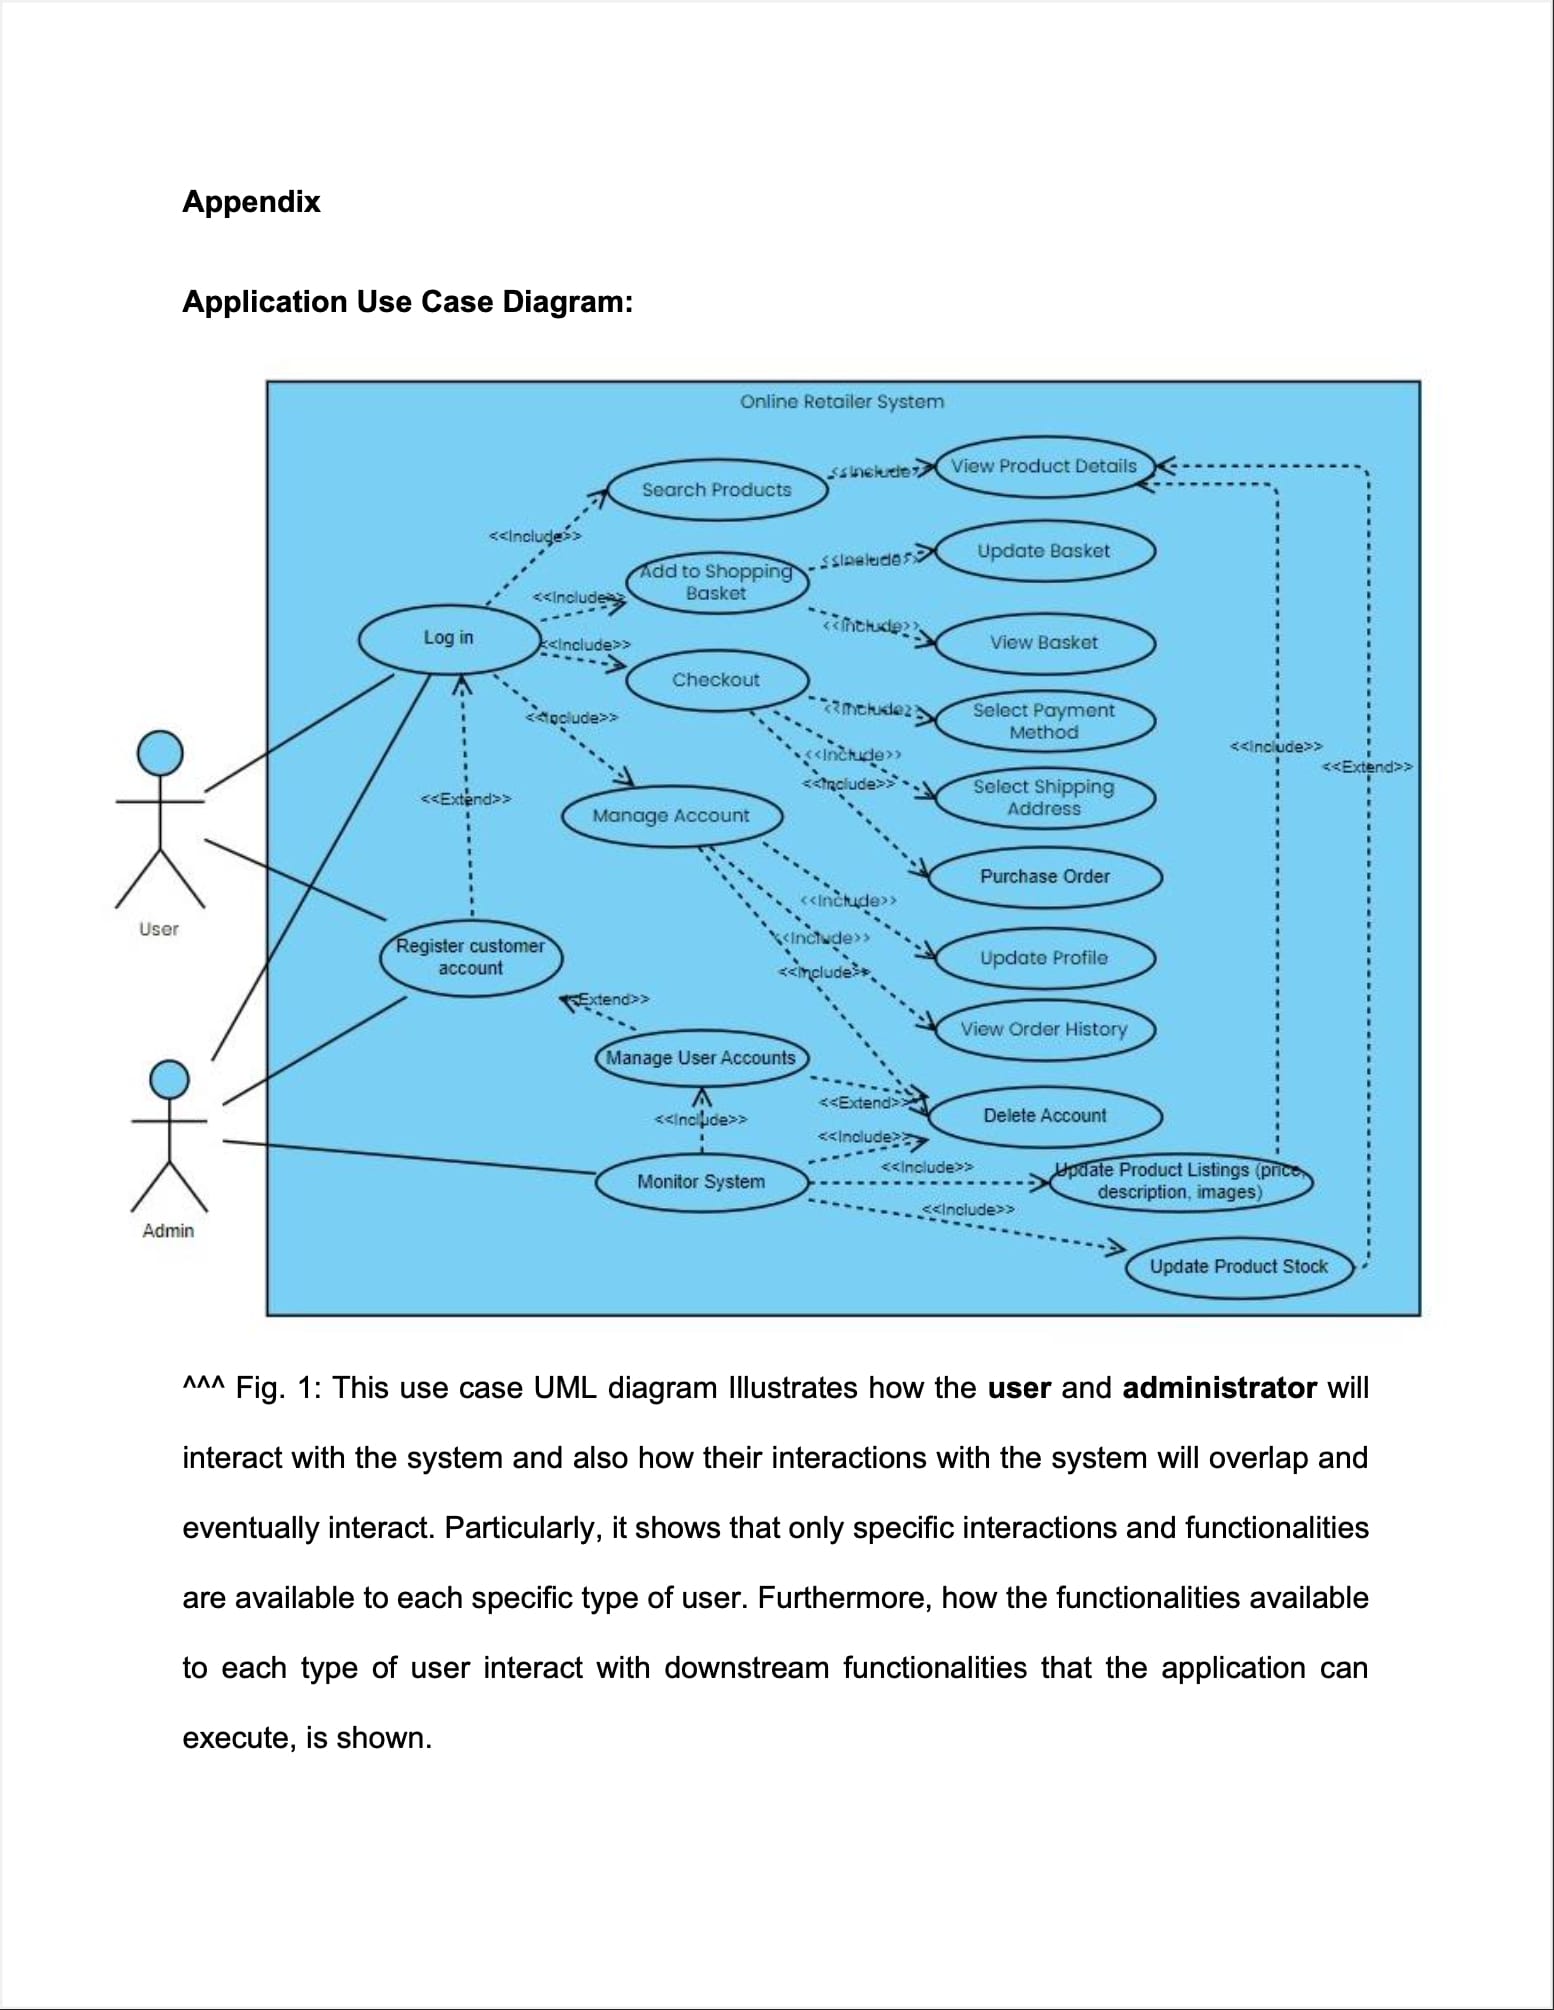 Appendix
Application Use Case Diagram:
Online Retailer System
View Product Details
<<Include>>
Search Products
<<Include>>
Update Basket
<<Include>>
Add to Shopping
Basket
<<Include>>
<<Include>>
Log in
<<Include>>
View Basket
Checkout
<<Include>>
Select Payment
Method
<<Include>>
<<Include>>
<<Include>>
<<Extend>>
<<Include>>
Select Shipping
Address
<<Extend>>
Manage Account
Purchase Order
<<Include>>
User
Register customer
account
<<Include>>
Update Profile
<<Include>>
<<Extend>>
View Order History
Manage User Accounts
<<Extend>>
Delete Account
<<Include>>
<<Include>>
<<Include>>
Update Product Listings (price,
description, images)
Monitor System
<<Include>>
Admin
Update Product Stock
^^^ Fig. 1: This use case UML diagram Illustrates how the user and administrator will
interact with the system and also how their interactions with the system will overlap and
eventually interact. Particularly, it shows that only specific interactions and functionalities
are available to each specific type of user. Furthermore, how the functionalities available
to each type of user interact with downstream functionalities that the application can
execute, is shown.